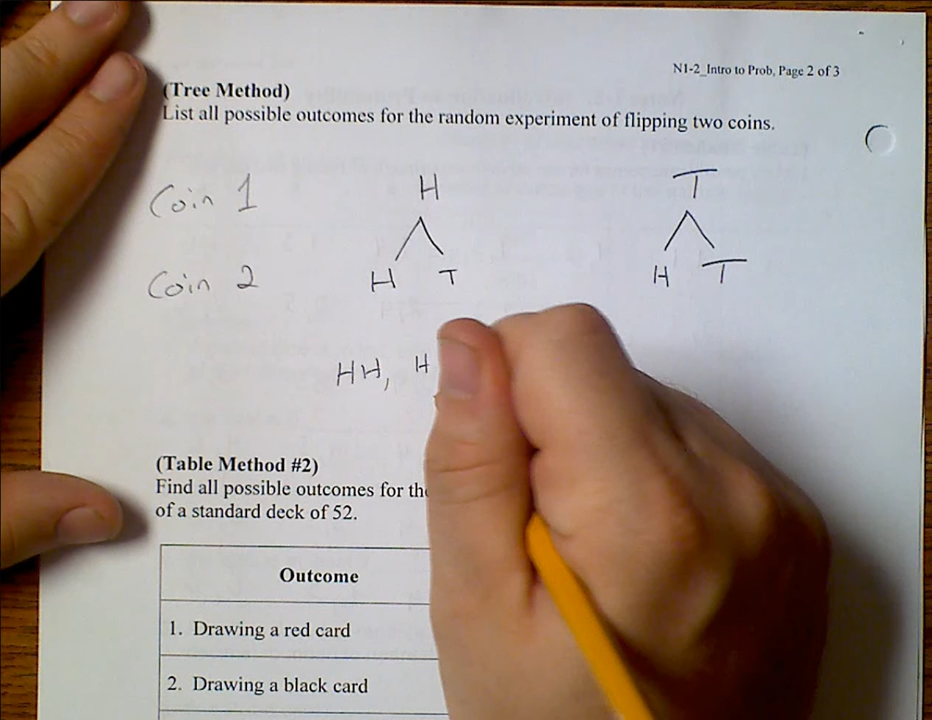 N1-2_Intro to Prob, Page 2 of 3
(Tree Method)
List all possible outcomes for the random experiment of flipping two coins.
Coin 1 H T
Coin 2 H T H T
HH, H
(Table Method #2)
Find all possible outcomes for the
of a standard deck of 52.
Outcome
1. Drawing a red card
2. Drawing a black card